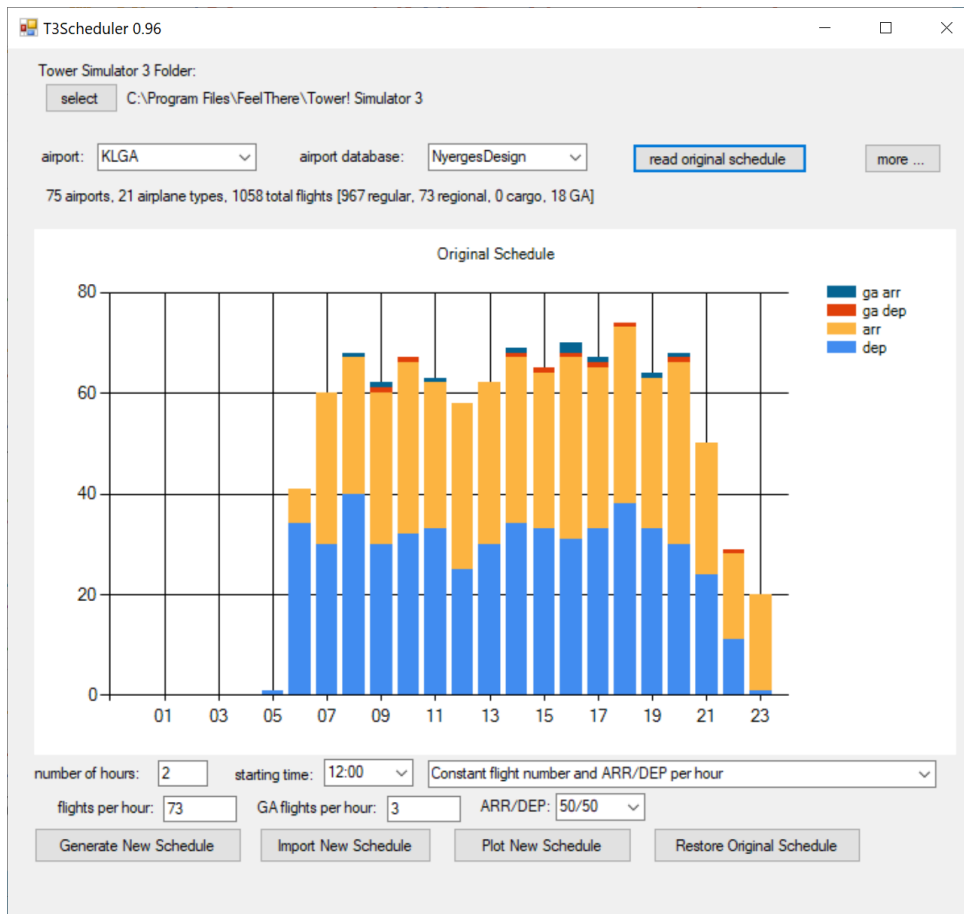 T3Scheduler 0.96
Tower Simulator 3 Folder:
select C:\Program Files\FeelThere\Tower! Simulator 3
airport: KLGA airport database: NyergesDesign read original schedule more ...
75 airports, 21 airplane types, 1058 total flights [967 regular, 73 regional, 0 cargo, 18 GA]
Original Schedule
80
60
40
20
0
01 03 05 07 09 11 13 15 17 19 21 23
ga arr
ga dep
arr
dep
number of hours: 2 starting time: 12:00 Constant flight number and ARR/DEP per hour
flights per hour: 73 GA flights per hour: 3 ARR/DEP: 50/50
Generate New Schedule Import New Schedule Plot New Schedule Restore Original Schedule